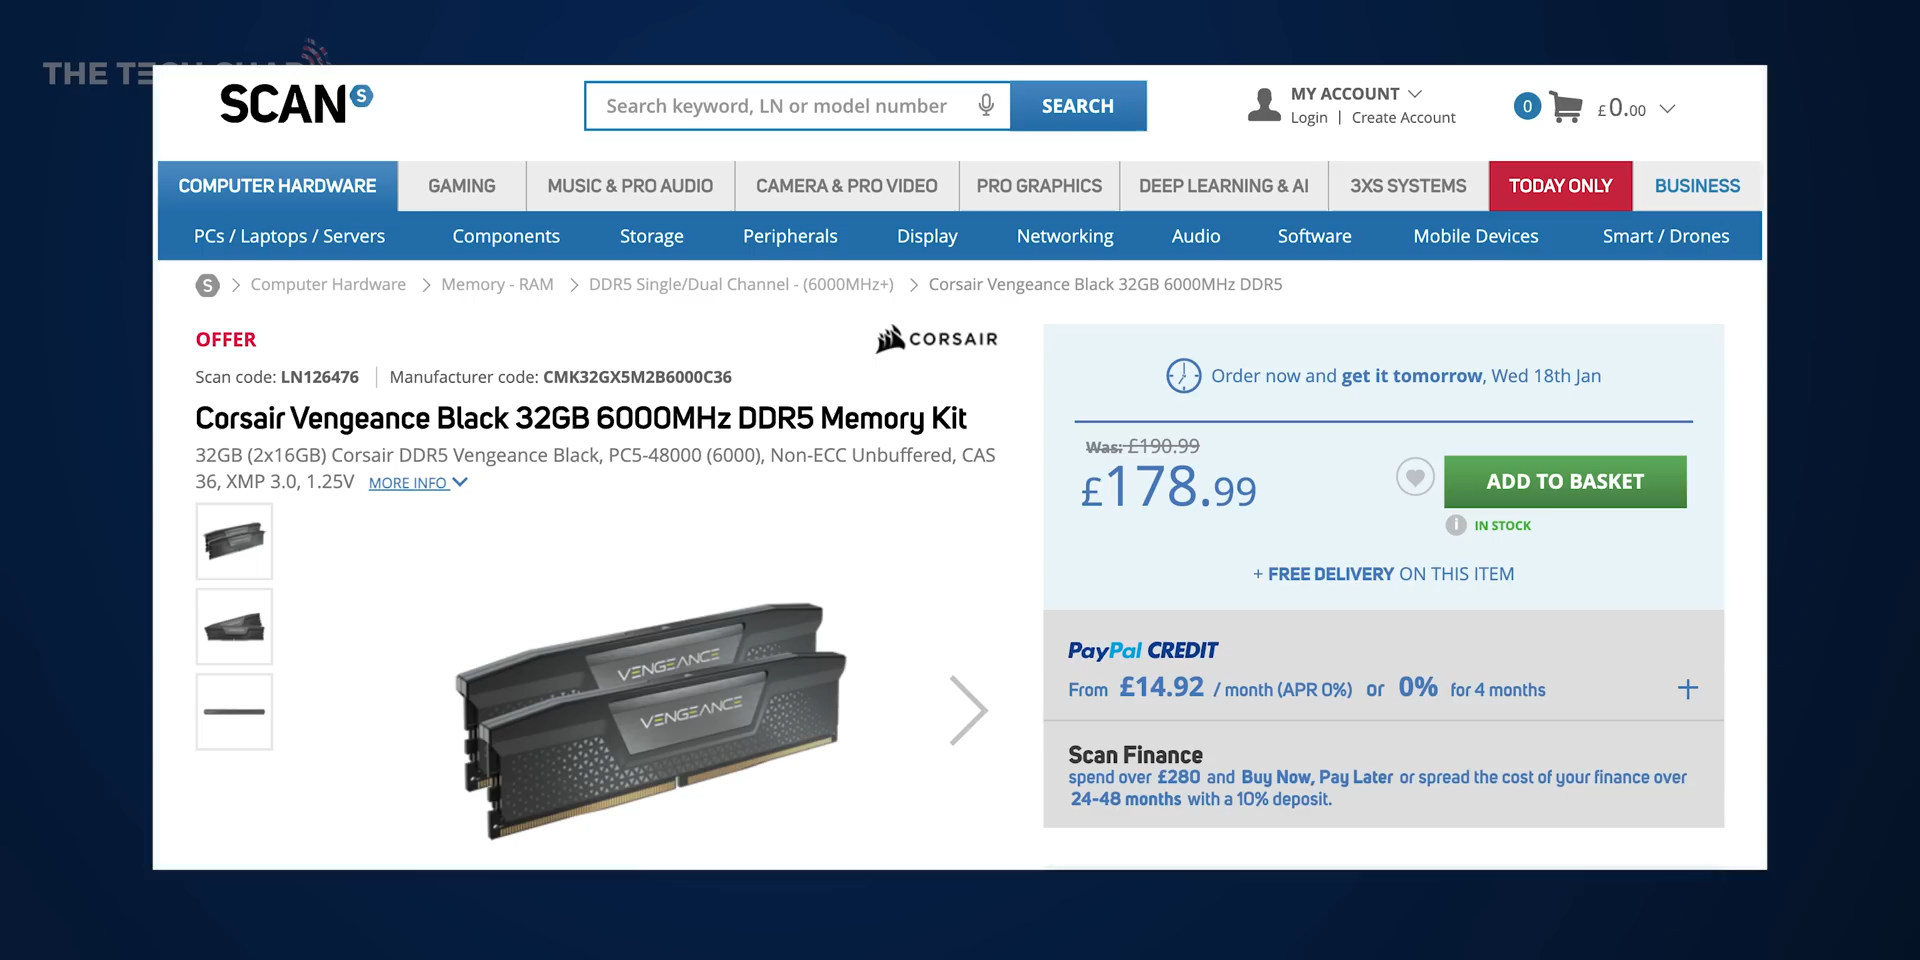 THE TECH CHAP
SCAN S
Search keyword, LN or model number
SEARCH
MY ACCOUNT
Login | Create Account
0
£0.00
COMPUTER HARDWARE
GAMING
MUSIC & PRO AUDIO
CAMERA & PRO VIDEO
PRO GRAPHICS
DEEP LEARNING & AI
3XS SYSTEMS
TODAY ONLY
BUSINESS
PCs / Laptops / Servers
Components
Storage
Peripherals
Display
Networking
Audio
Software
Mobile Devices
Smart / Drones
S > Computer Hardware > Memory - RAM > DDR5 Single/Dual Channel - (6000MHz+) > Corsair Vengeance Black 32GB 6000MHz DDR5
OFFER
CORSAIR
Scan code: LN126476 | Manufacturer code: CMK32GX5M2B6000C36
Corsair Vengeance Black 32GB 6000MHz DDR5 Memory Kit
32GB (2x16GB) Corsair DDR5 Vengeance Black, PC5-48000 (6000), Non-ECC Unbuffered, CAS
36, XMP 3.0, 1.25V MORE INFO
VENGEANCE
VENGEANCE
Order now and get it tomorrow, Wed 18th Jan
Was: £190.99
£178.99
ADD TO BASKET
i IN STOCK
+ FREE DELIVERY ON THIS ITEM
PayPal CREDIT
From £14.92 / month (APR 0%) or 0% for 4 months
+
Scan Finance
spend over £280 and Buy Now, Pay Later or spread the cost of your finance over
24-48 months with a 10% deposit.